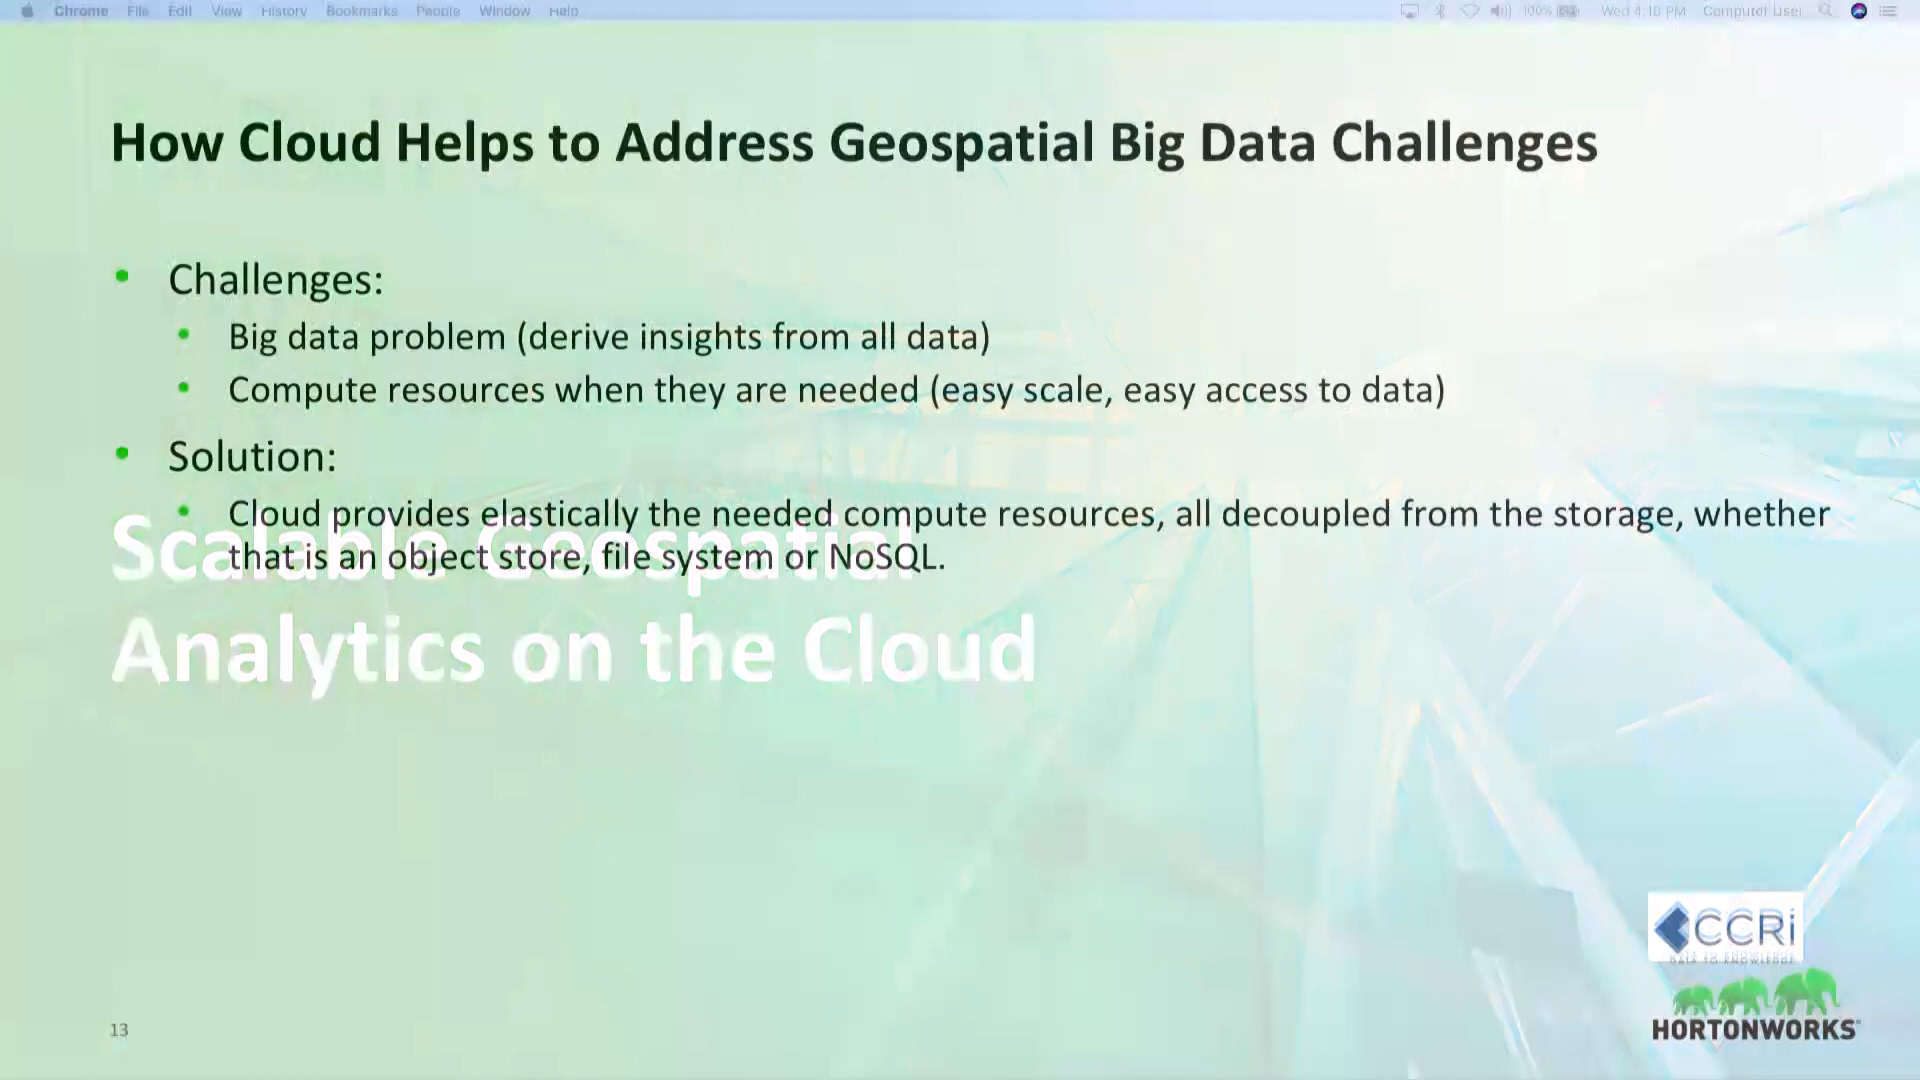 Chrome File Edit View History Bookmarks People Window Help 100% Wed 4:10 PM Computer User
How Cloud Helps to Address Geospatial Big Data Challenges
• Challenges:
• Big data problem (derive insights from all data)
• Compute resources when they are needed (easy scale, easy access to data)
• Solution:
• Cloud provides elastically the needed compute resources, all decoupled from the storage, whether
that is an object store, file system or NoSQL.
Scalable Geospatial
Analytics on the Cloud
CCRi
DATA TO KNOWLEDGE
HORTONWORKS
13